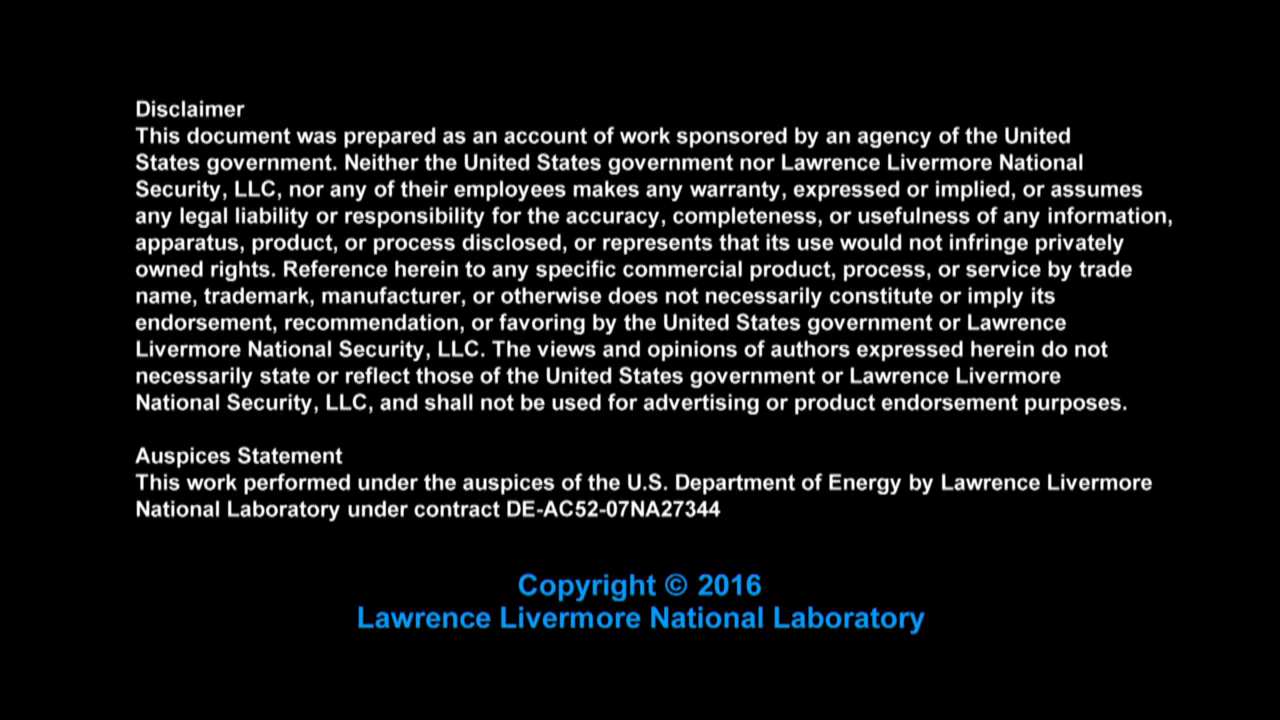 Disclaimer
This document was prepared as an account of work sponsored by an agency of the United
States government. Neither the United States government nor Lawrence Livermore National
Security, LLC, nor any of their employees makes any warranty, expressed or implied, or assumes
any legal liability or responsibility for the accuracy, completeness, or usefulness of any information,
apparatus, product, or process disclosed, or represents that its use would not infringe privately
owned rights. Reference herein to any specific commercial product, process, or service by trade
name, trademark, manufacturer, or otherwise does not necessarily constitute or imply its
endorsement, recommendation, or favoring by the United States government or Lawrence
Livermore National Security, LLC. The views and opinions of authors expressed herein do not
necessarily state or reflect those of the United States government or Lawrence Livermore
National Security, LLC, and shall not be used for advertising or product endorsement purposes.
Auspices Statement
This work performed under the auspices of the U.S. Department of Energy by Lawrence Livermore
National Laboratory under contract DE-AC52-07NA27344
Copyright © 2016
Lawrence Livermore National Laboratory